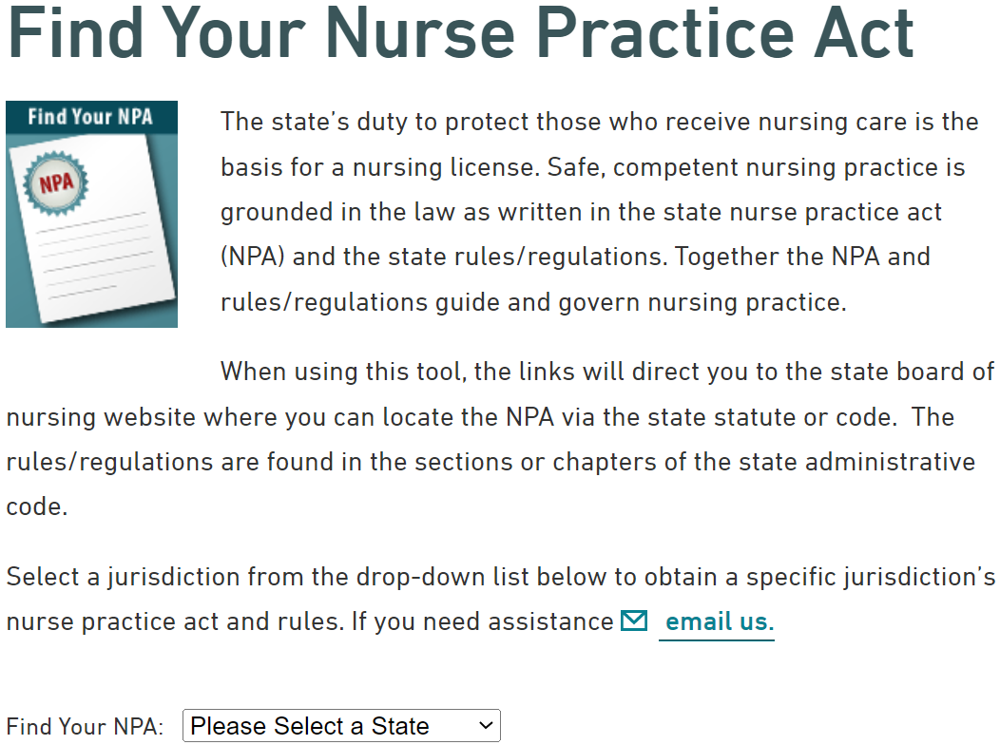 Find Your Nurse Practice Act
Find Your NPA
NPA
The state’s duty to protect those who receive nursing care is the
basis for a nursing license. Safe, competent nursing practice is
grounded in the law as written in the state nurse practice act
(NPA) and the state rules/regulations. Together the NPA and
rules/regulations guide and govern nursing practice.
When using this tool, the links will direct you to the state board of
nursing website where you can locate the NPA via the state statute or code.  The
rules/regulations are found in the sections or chapters of the state administrative
code.
Select a jurisdiction from the drop-down list below to obtain a specific jurisdiction’s
nurse practice act and rules. If you need assistance email us.
Find Your NPA: Please Select a State